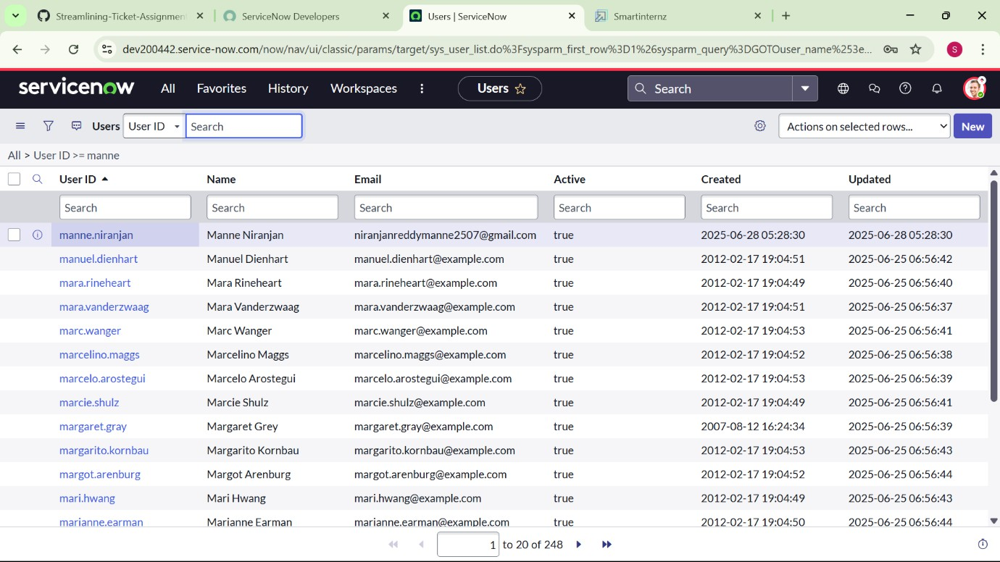 Streamlining-Ticket-Assignment
ServiceNow Developers
Users | ServiceNow
Smartinternz
dev200442.service-now.com/now/nav/ui/classic/params/target/sys_user_list.do%3Fsysparm_first_row%3D1%26sysparm_query%3DGOTOuser_name%253e...
S
servicenow All Favorites History Workspaces Users Search
Users User ID Search Actions on selected rows... New
All > User ID >= manne
User ID Name Email Active Created Updated
Search Search Search Search Search Search
manne.niranjan Manne Niranjan niranjanreddymanne2507@gmail.com true 2025-06-28 05:28:30 2025-06-28 05:28:30
manuel.dienhart Manuel Dienhart manuel.dienhart@example.com true 2012-02-17 19:04:51 2025-06-25 06:56:42
mara.rineheart Mara Rineheart mara.rineheart@example.com true 2012-02-17 19:04:49 2025-06-25 06:56:40
mara.vanderzwaag Mara Vanderzwaag mara.vanderzwaag@example.com true 2012-02-17 19:04:51 2025-06-25 06:56:37
marc.wanger Marc Wanger marc.wanger@example.com true 2012-02-17 19:04:53 2025-06-25 06:56:41
marcelino.maggs Marcelino Maggs marcelino.maggs@example.com true 2012-02-17 19:04:52 2025-06-25 06:56:38
marcelo.arostegui Marcelo Arostegui marcelo.arostegui@example.com true 2012-02-17 19:04:53 2025-06-25 06:56:39
marcie.shulz Marcie Shulz marcie.shulz@example.com true 2012-02-17 19:04:49 2025-06-25 06:56:41
margaret.gray Margaret Grey margaret.gray@example.com true 2007-08-12 16:24:34 2025-06-25 06:56:39
margarito.kornbau Margarito Kornbau margarito.kornbau@example.com true 2012-02-17 19:04:53 2025-06-25 06:56:43
margot.arenburg Margot Arenburg margot.arenburg@example.com true 2012-02-17 19:04:52 2025-06-25 06:56:44
mari.hwang Mari Hwang mari.hwang@example.com true 2012-02-17 19:04:49 2025-06-25 06:56:43
marianne.earman Marianne Earman marianne.earman@example.com true 2012-02-17 19:04:50 2025-06-25 06:56:44
1 to 20 of 248